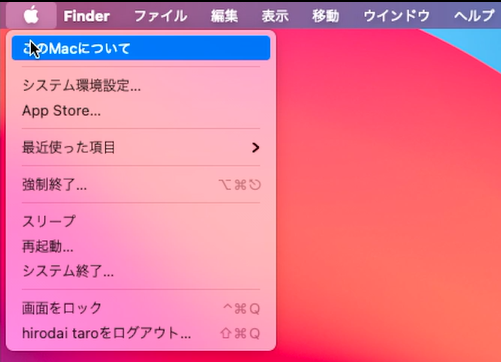 Finder ファイル 編集 表示 移動 ウインドウ ヘルプ
このMacについて
システム環境設定...
App Store...
最近使った項目
強制終了... ⌥⌘⎋
スリープ
再起動...
システム終了...
画面をロック ^⌘Q
hirodai taroをログアウト... ⇧⌘Q